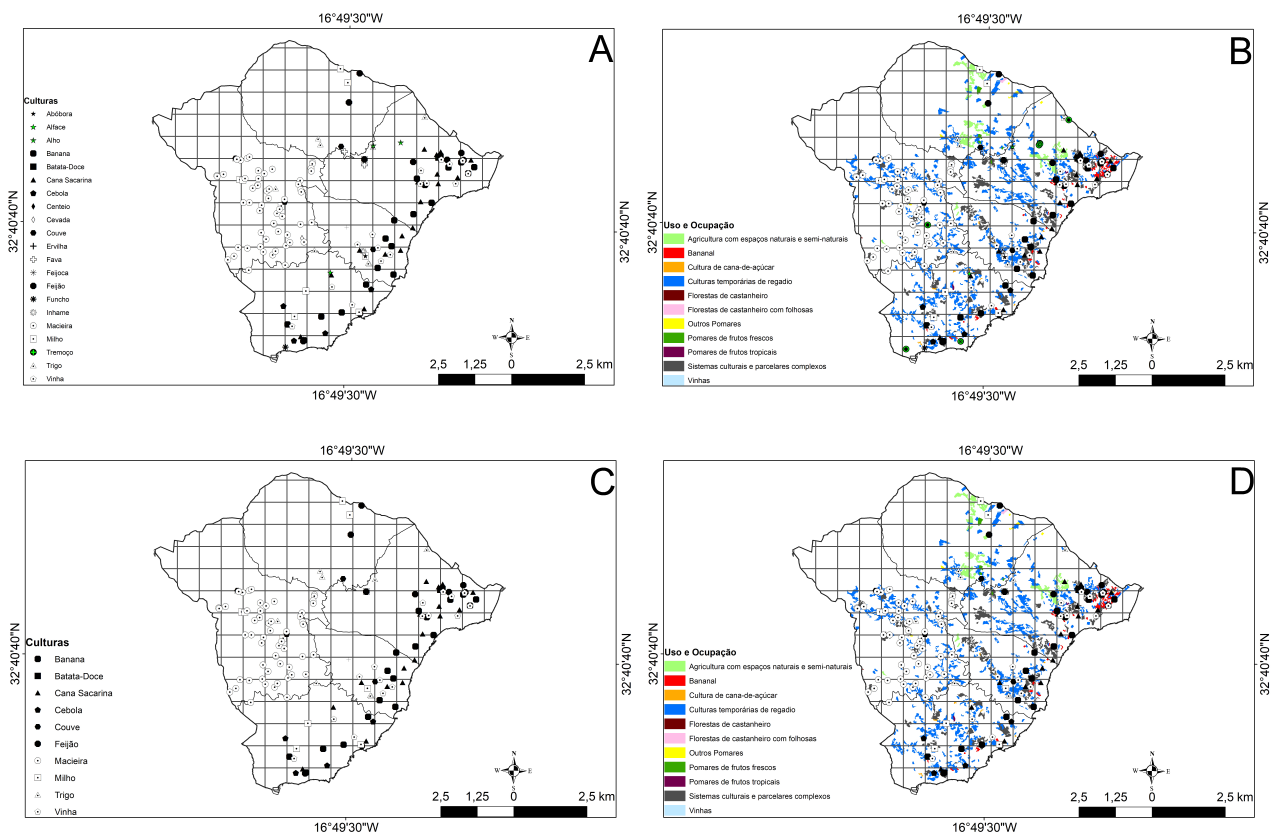 16°49'30"W
A
32°40'40"N
Culturas
Abóbora
Alface
Alho
Banana
Batata-Doce
Cana Sacarina
Cebola
Centeio
Cevada
Couve
Ervilha
Fava
Feijoca
Feijão
Funcho
Inhame
Macieira
Milho
Tremoço
Trigo
Vinha
N
W E
S
2,5 1,25 0 2,5 km
16°49'30"W
16°49'30"W
B
32°40'40"N
32°40'40"N
Uso e Ocupação
Agricultura com espaços naturais e semi-naturais
Bananal
Cultura de cana-de-açúcar
Culturas temporárias de regadio
Florestas de castanheiro
Florestas de castanheiro com folhosas
Outros Pomares
Pomares de frutos frescos
Pomares de frutos tropicais
Sistemas culturais e parcelares complexos
Vinhas
N
W E
S
2,5 1,25 0 2,5 km
16°49'30"W
16°49'30"W
C
32°40'40"N
32°40'40"N
Culturas
Banana
Batata-Doce
Cana Sacarina
Cebola
Couve
Feijão
Macieira
Milho
Trigo
Vinha
N
W E
S
2,5 1,25 0 2,5 km
16°49'30"W
16°49'30"W
D
32°40'40"N
32°40'40"N
Uso e Ocupação
Agricultura com espaços naturais e semi-naturais
Bananal
Cultura de cana-de-açúcar
Culturas temporárias de regadio
Florestas de castanheiro
Florestas de castanheiro com folhosas
Outros Pomares
Pomares de frutos frescos
Pomares de frutos tropicais
Sistemas culturais e parcelares complexos
Vinhas
N
W E
S
2,5 1,25 0 2,5 km
16°49'30"W